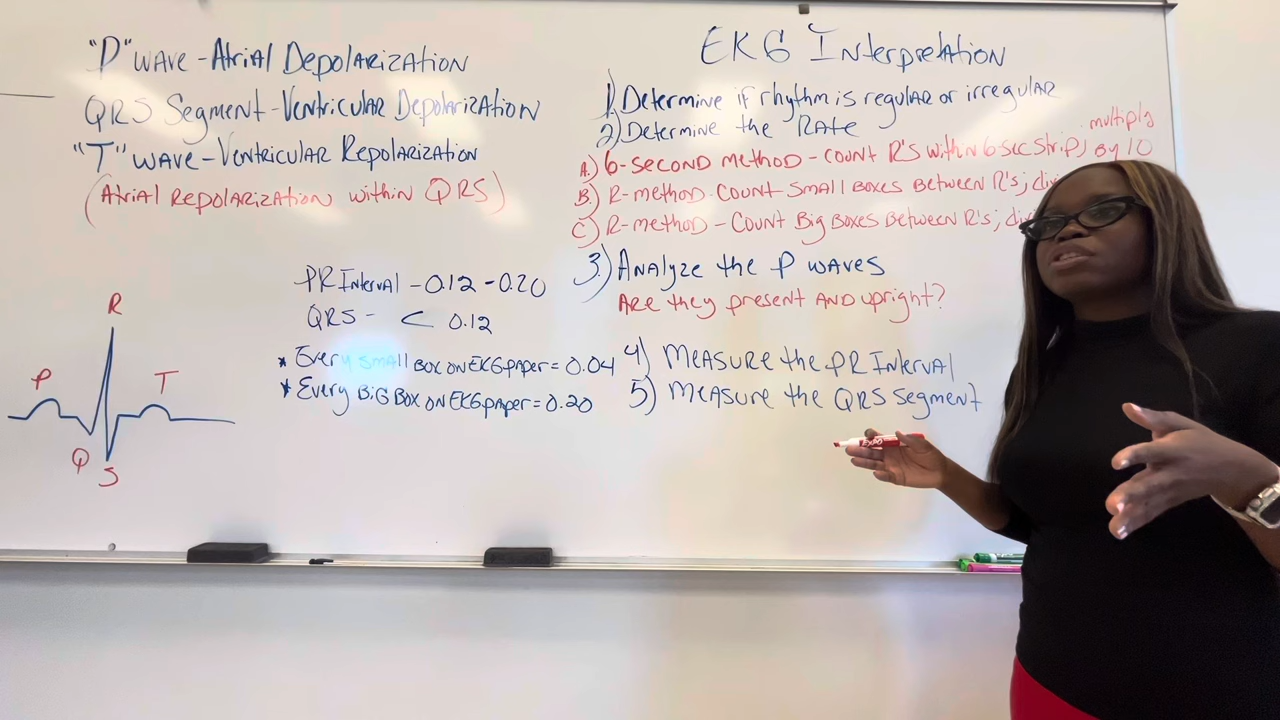 "P" WAVE - Atrial Depolarization
QRS Segment - Ventricular Depolarization
"T" WAVE - Ventricular Repolarization
(Atrial Repolarization within QRS)
PR Interval - 0.12 - 0.20
QRS - < 0.12
* Every small box on EKG paper = 0.04
* Every Big Box on EKG paper = 0.20
R
P
T
Q
S
EKG Interpretation
1) Determine if rhythm is regular or irregular
2) Determine the Rate
A.) 6-second method - count R's within 6 sec strip, multiply by 10
B.) R-method - Count small boxes between R's;
C.) R-method - Count Big boxes between R's;
3.) Analyze the P waves
Are they present and upright?
4) Measure the PR Interval
5) Measure the QRS segment
EXPO